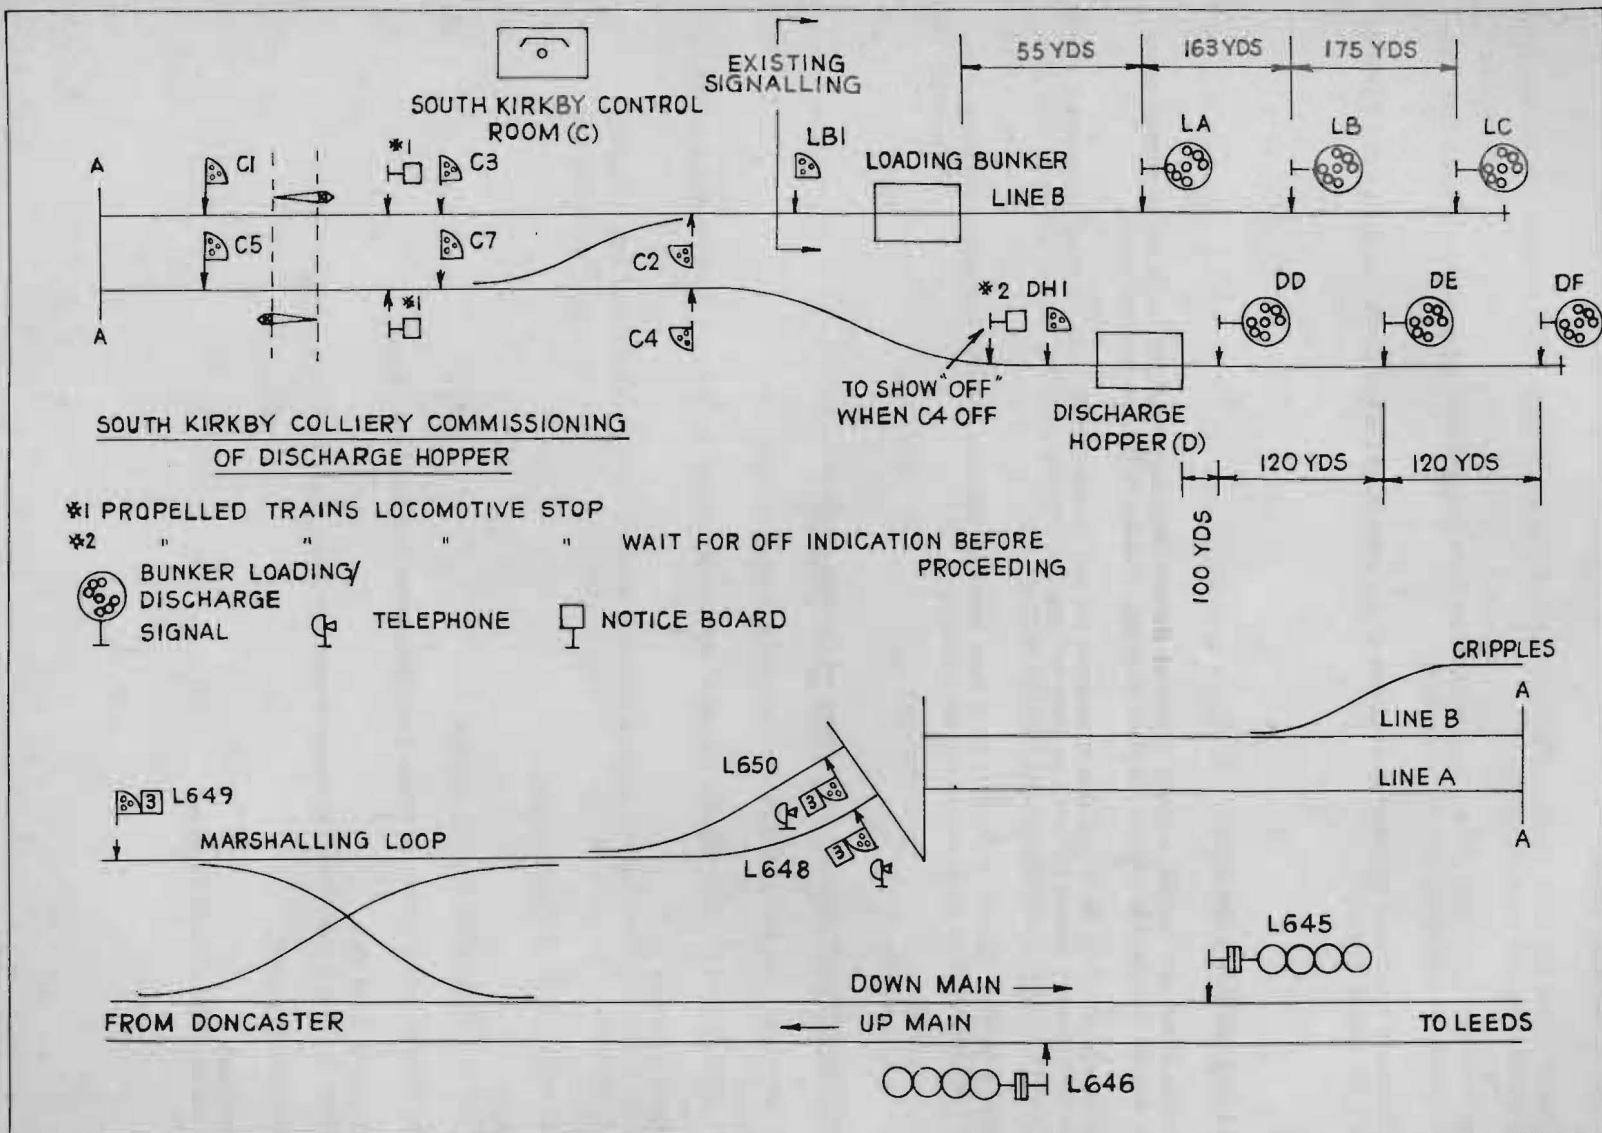 SOUTH KIRKBY CONTROL
ROOM (C)
EXISTING
SIGNALLING
55 YDS
163 YDS
175 YDS
A
C1
*1
C3
LB1
LOADING BUNKER
LINE B
LA
LB
LC
C5
C7
C2
A
*1
C4
*2
DH1
DD
DE
DF
TO SHOW "OFF"
WHEN C4 OFF
DISCHARGE
HOPPER (D)
120 YDS
120 YDS
100 YDS
SOUTH KIRKBY COLLIERY COMMISSIONING
OF DISCHARGE HOPPER
*1 PROPELLED TRAINS LOCOMOTIVE STOP
*2 " " " " WAIT FOR OFF INDICATION BEFORE
PROCEEDING
BUNKER LOADING/
DISCHARGE
SIGNAL
TELEPHONE
NOTICE BOARD
CRIPPLES
A
LINE B
LINE A
A
L650
3
L649
3
MARSHALLING LOOP
L648
3
L645
DOWN MAIN
FROM DONCASTER
UP MAIN
TO LEEDS
L646